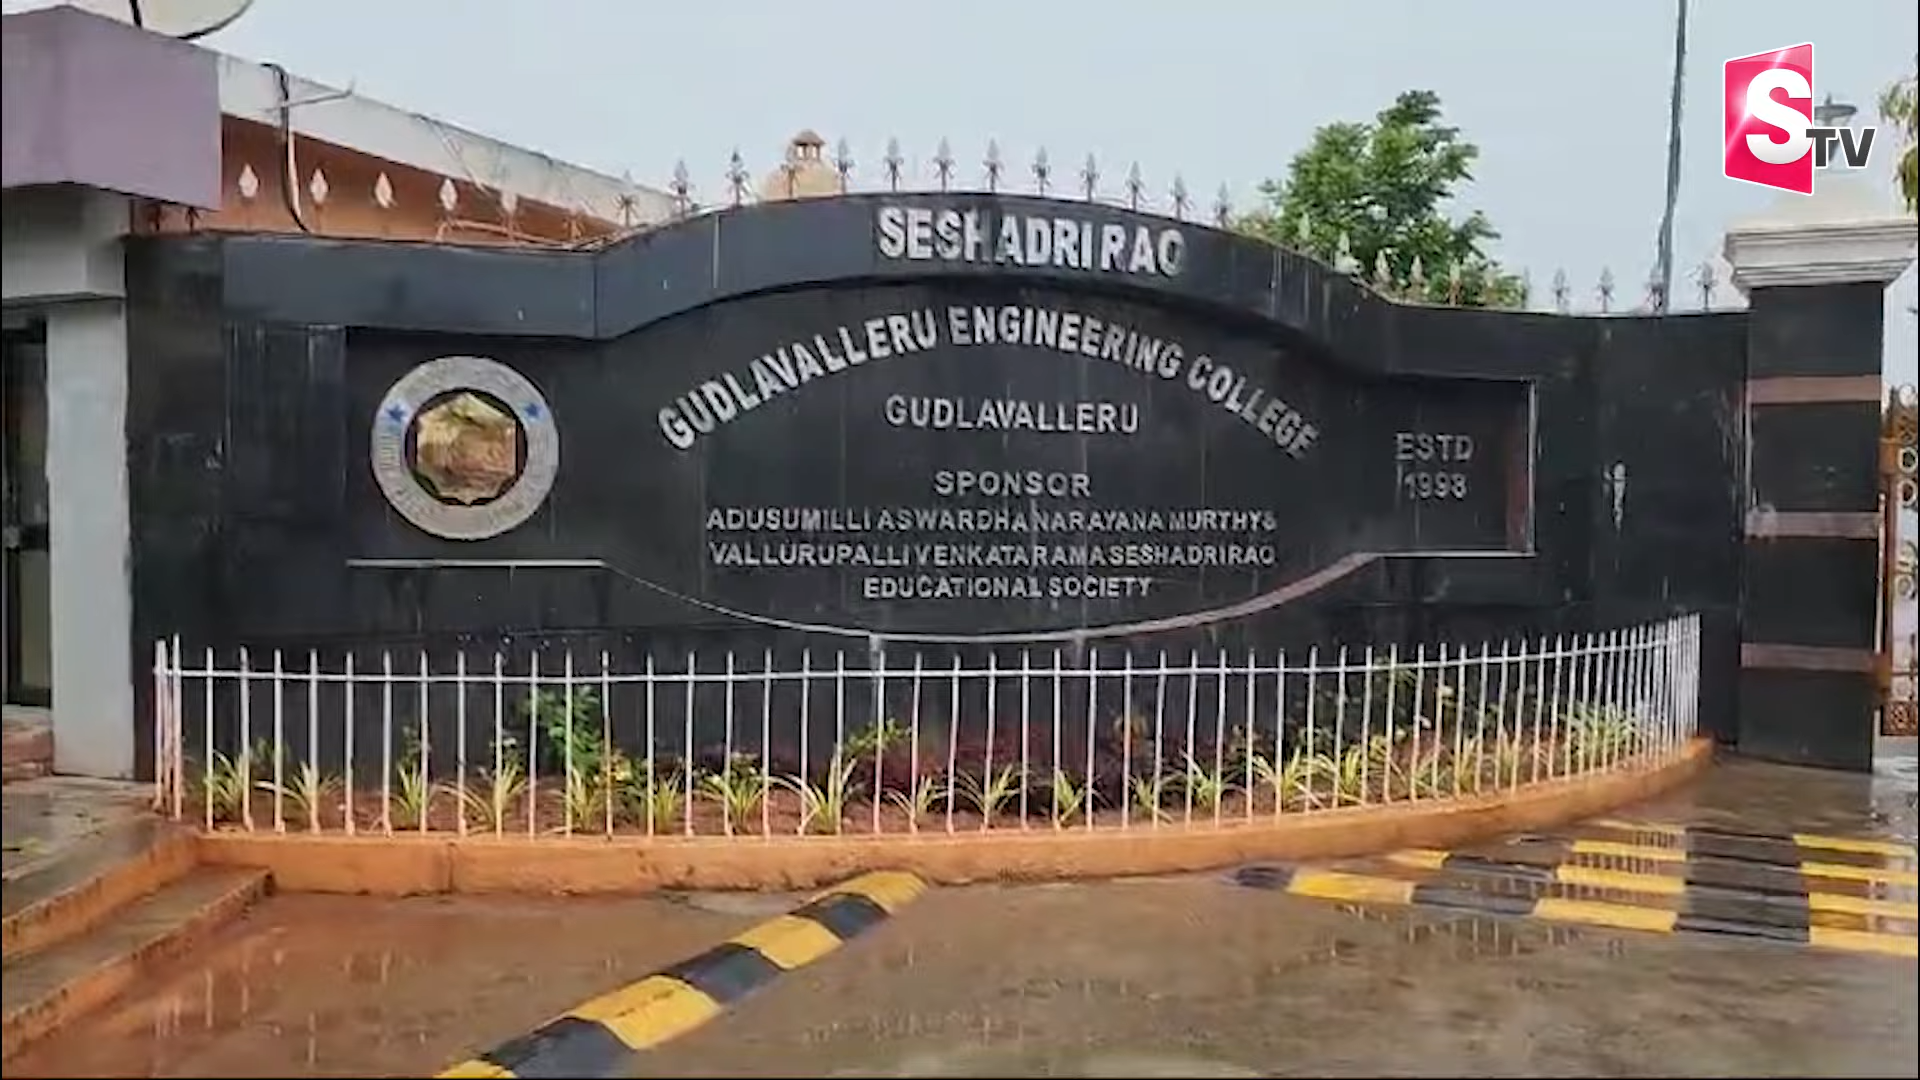 STV
SESHADRI RAO
GUDLAVALLERU ENGINEERING COLLEGE
GUDLAVALLERU
ESTD
1998
SPONSOR
ADUSUMILLI ASWARDHA NARAYANA MURTHY&
VALLURUPALLI VENKATA RAMA SESHADRI RAO
EDUCATIONAL SOCIETY